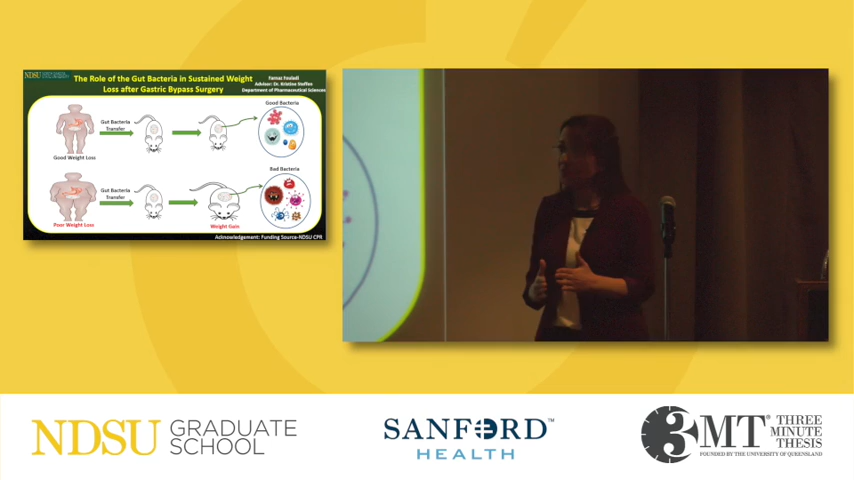 NDSU
The Role of the Gut Bacteria in Sustained Weight
Loss after Gastric Bypass Surgery
Advisor: Dr. Kristine Steffen
Department of Pharmaceutical Sciences
Good Bacteria
Gut Bacteria
Transfer
Good Weight Loss
Bad Bacteria
Gut Bacteria
Transfer
Poor Weight Loss
Weight Gain
Acknowledgement: Funding Source-NDSU CPR
NDSU GRADUATE
SCHOOL
SANFORD™
HEALTH
3MT® THREE
MINUTE
THESIS
FOUNDED BY THE UNIVERSITY OF QUEENSLAND